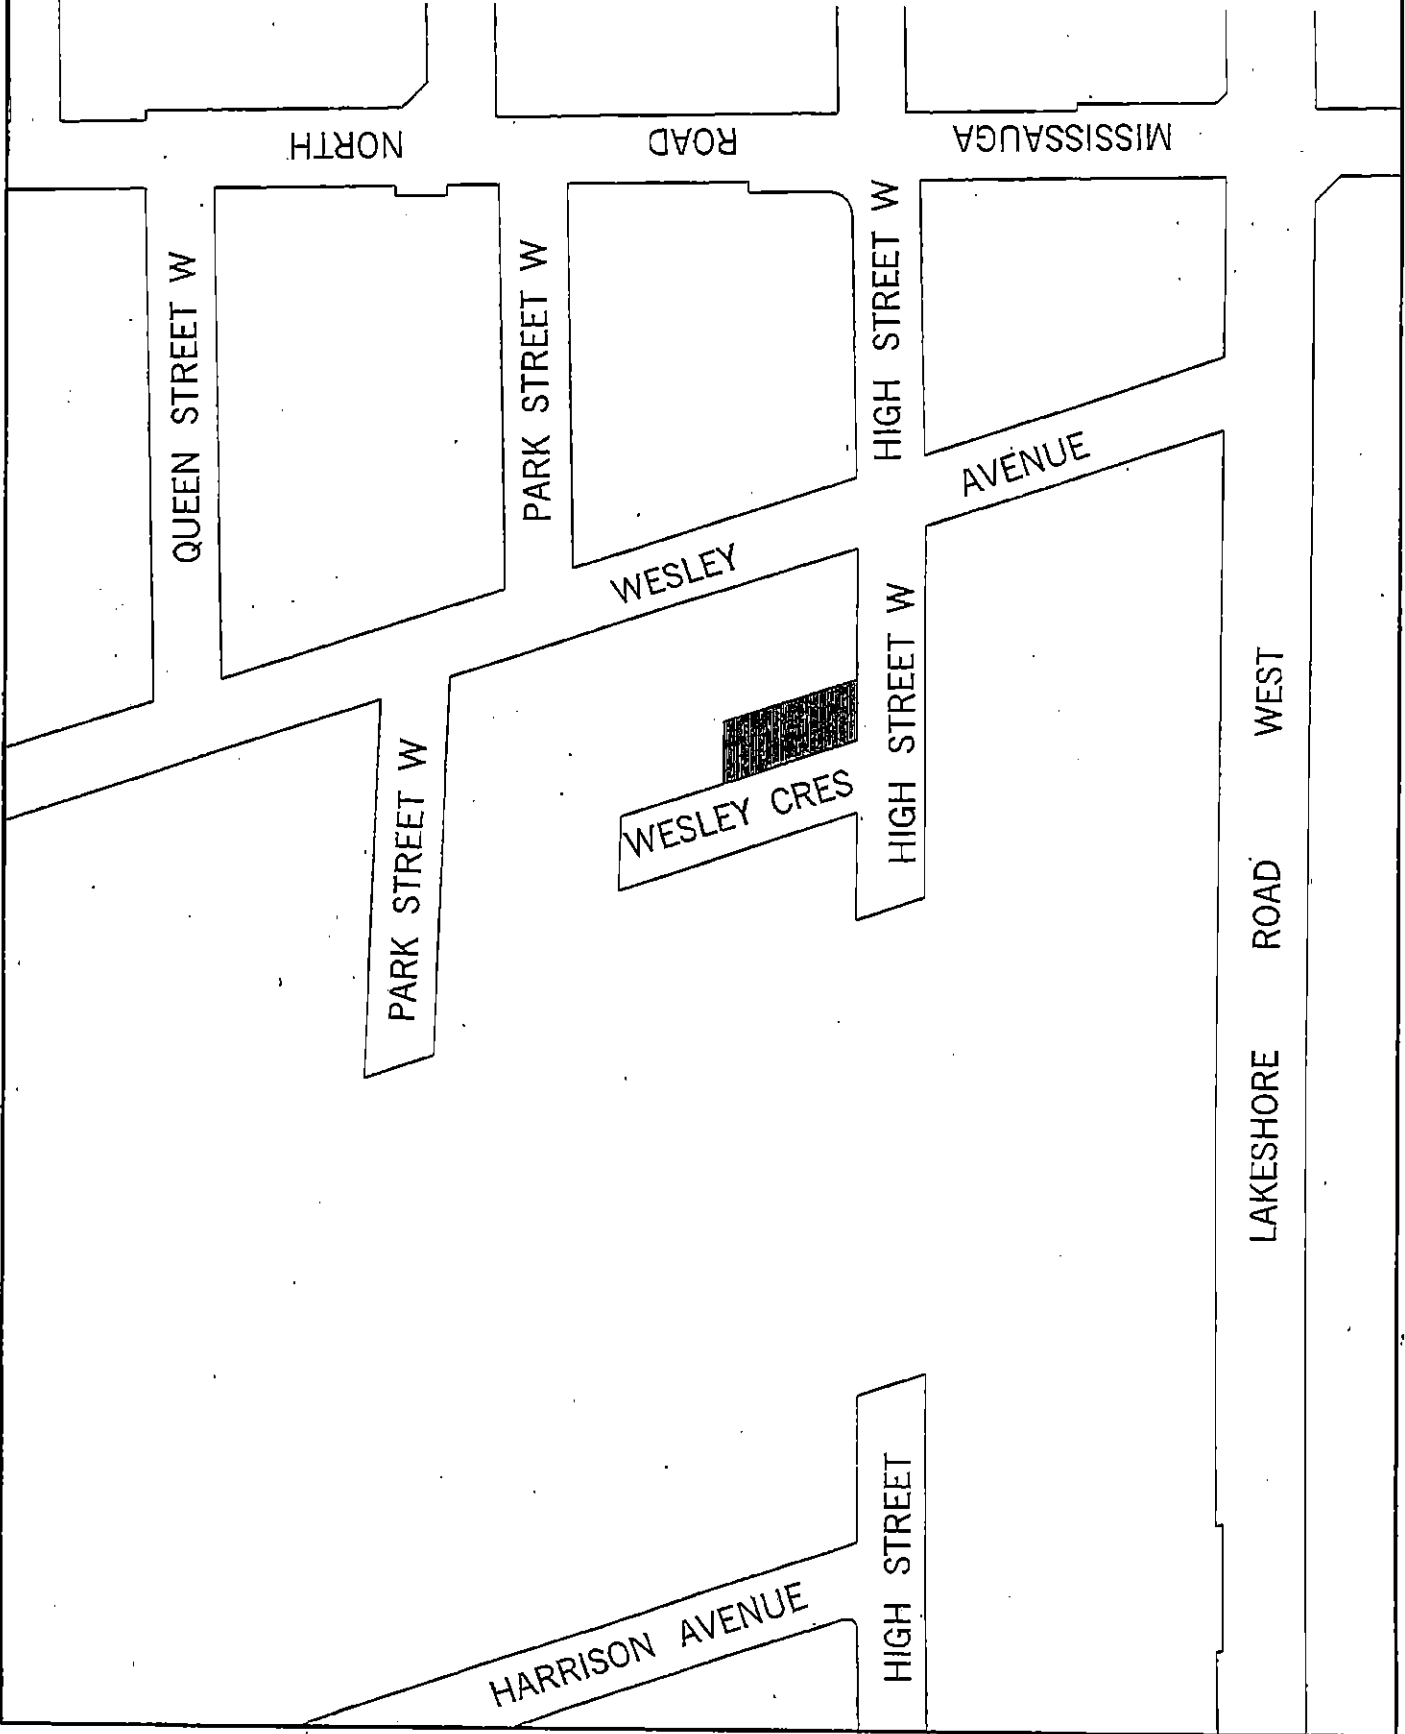 MISSISSAUGA ROAD NORTH
QUEEN STREET W
PARK STREET W
HIGH STREET W
WESLEY AVENUE
HIGH STREET W
PARK STREET W
WESLEY CRES
LAKESHORE ROAD WEST
HIGH STREET
HARRISON AVENUE